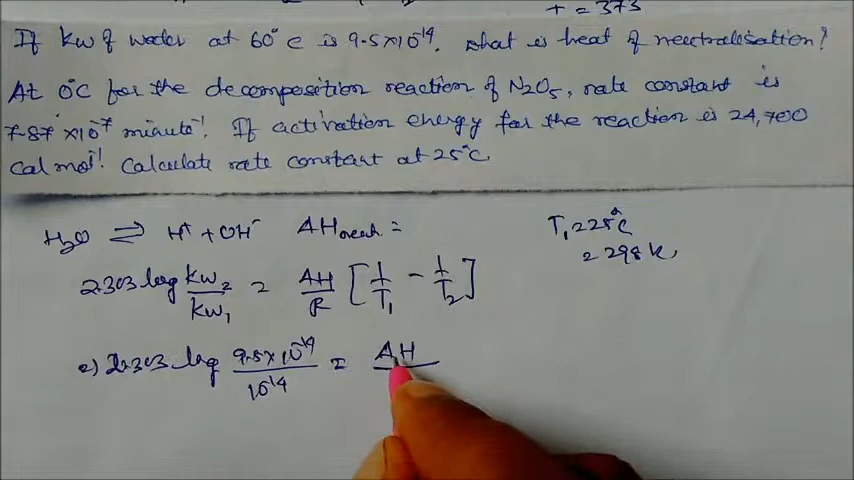 t = 373
If kw of water at 60°c is 9.5×10⁻¹⁴. what is heat of neutralisation?
At 0°C for the decomposition reaction of N₂O₅, rate constant is
7.87 ×10⁻⁷ minute⁻¹. If activation energy for the reaction is 24,700
cal mol⁻¹. Calculate rate constant at 25°C.
H₂O ⇌ H⁺ + OH⁻ ΔH neut. = T₁ = 25°C
= 298 K,
2.303 log kw₂/kw₁ = ΔH/R [1/T₁ - 1/T₂]
=) 2.303 log 9.5×10⁻¹⁴/10⁻¹⁴ = ΔH